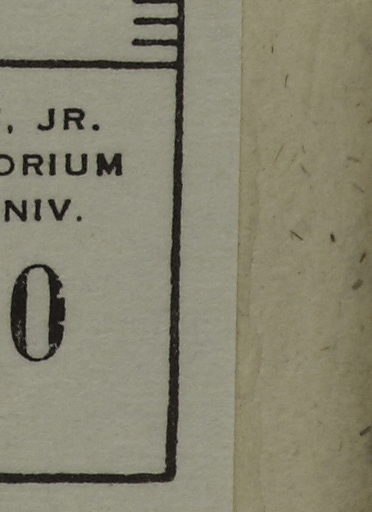 , JR.
ORIUM
NIV.
0